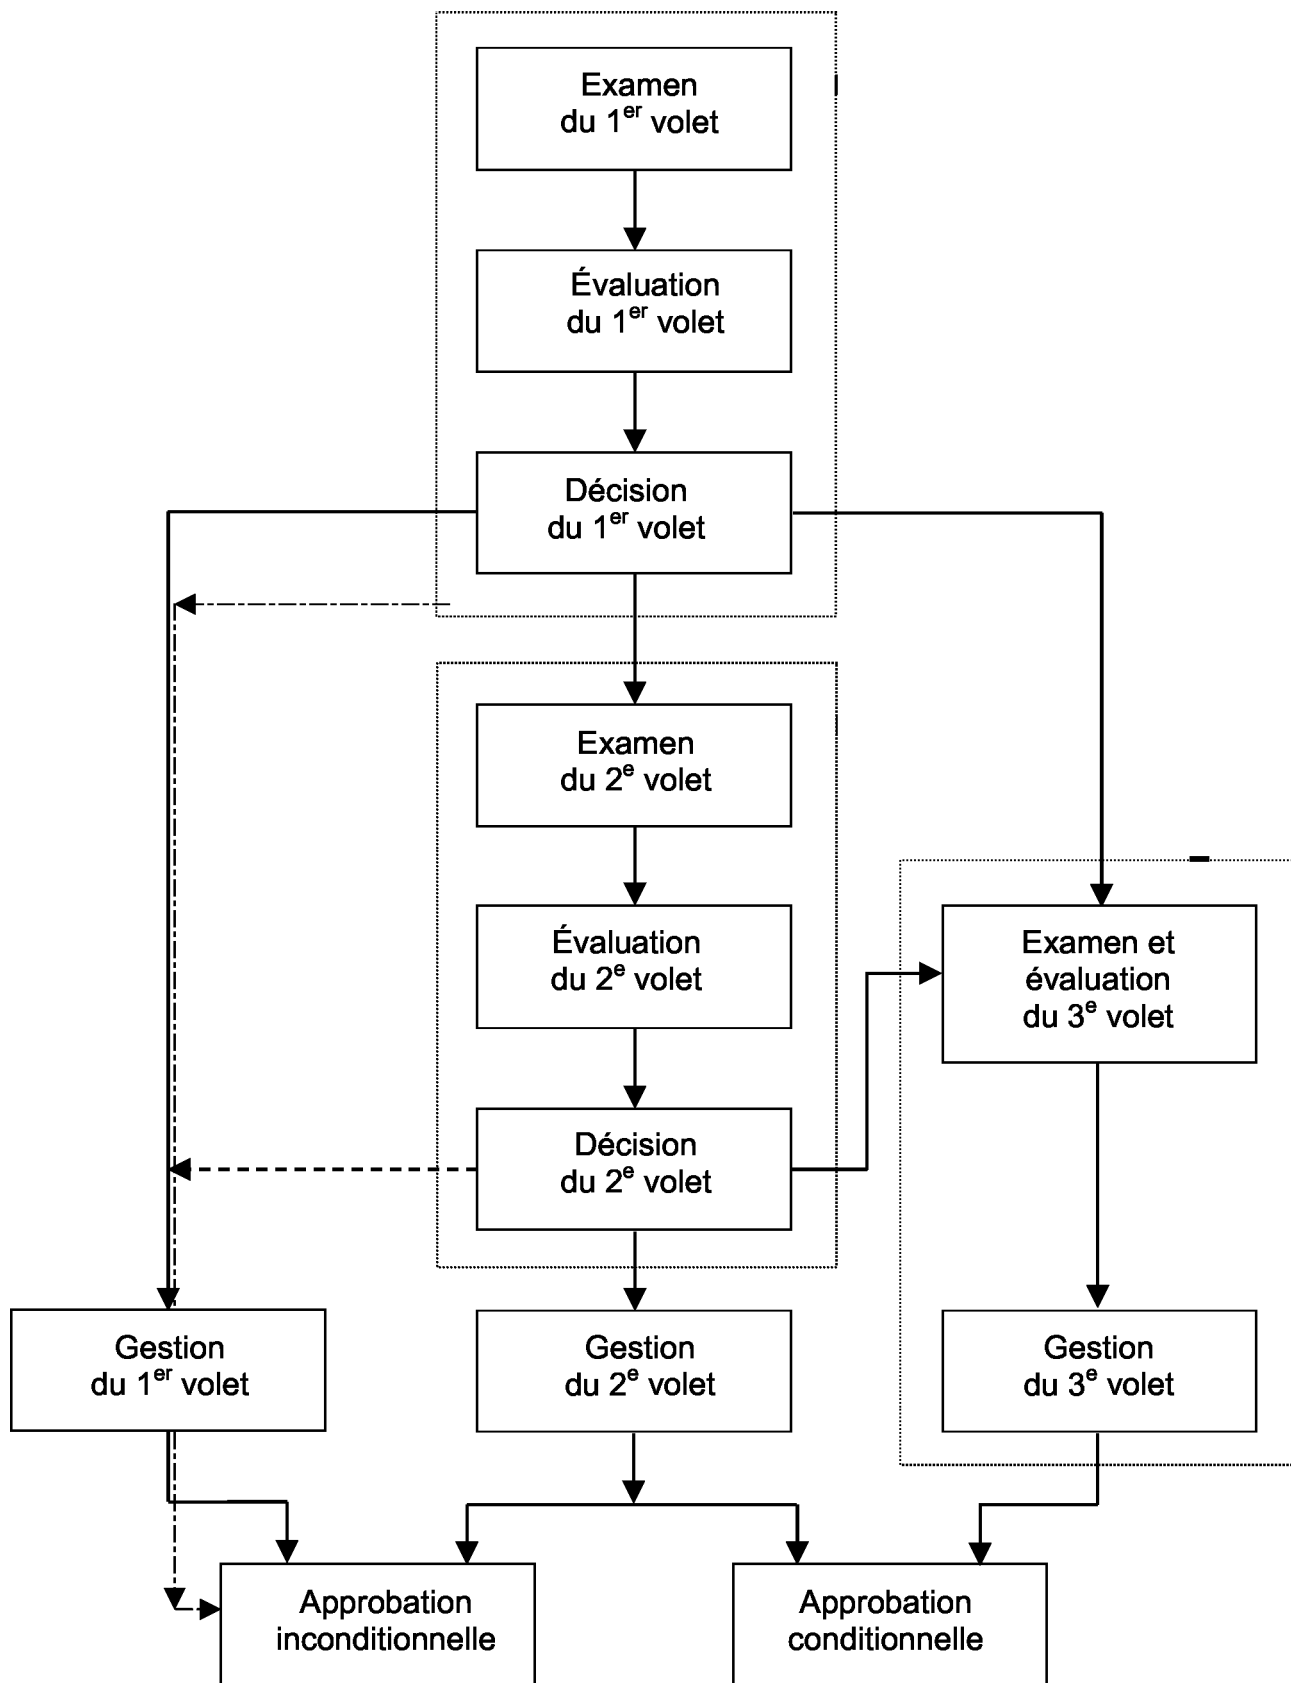 Examen
du 1er volet
Évaluation
du 1er volet
Décision
du 1er volet
Examen
du 2e volet
Évaluation
du 2e volet
Examen et
évaluation
du 3e volet
Décision
du 2e volet
Gestion
du 1er volet
Gestion
du 2e volet
Gestion
du 3e volet
Approbation
inconditionnelle
Approbation
conditionnelle